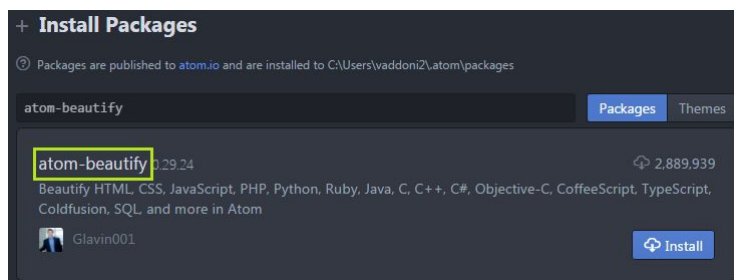 + Install Packages
? Packages are published to atom.io and are installed to C:\Users\vaddoni2\.atom\packages
atom-beautify Packages Themes
atom-beautify 0.29.24 2,889,939
Beautify HTML, CSS, JavaScript, PHP, Python, Ruby, Java, C, C++, C#, Objective-C, CoffeeScript, TypeScript,
Coldfusion, SQL, and more in Atom
Glavin001 Install